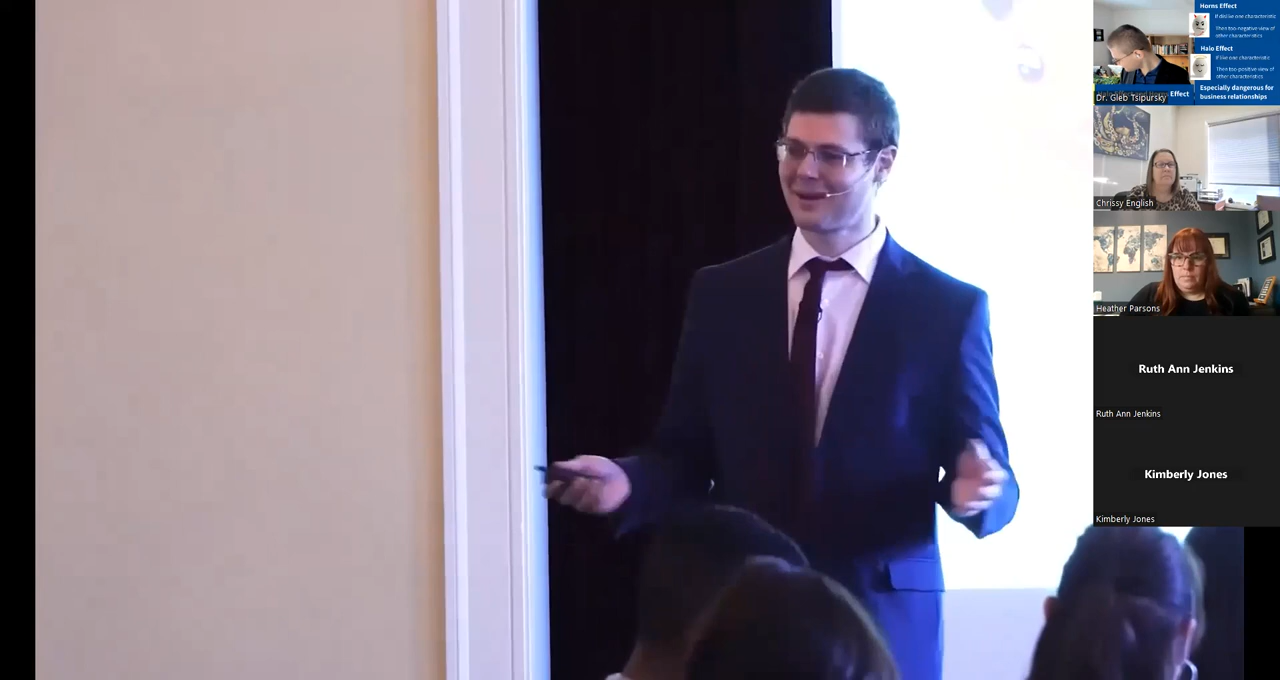 Horns Effect
If dislike one characteristic
Then too-negative view of
other characteristics
Halo Effect
If like one characteristic
Then too-positive view of
other characteristics
Effect
Especially dangerous for
business relationships
Dr. Gleb Tsipursky
Chrissy English
Heather Parsons
Ruth Ann Jenkins
Ruth Ann Jenkins
Kimberly Jones
Kimberly Jones